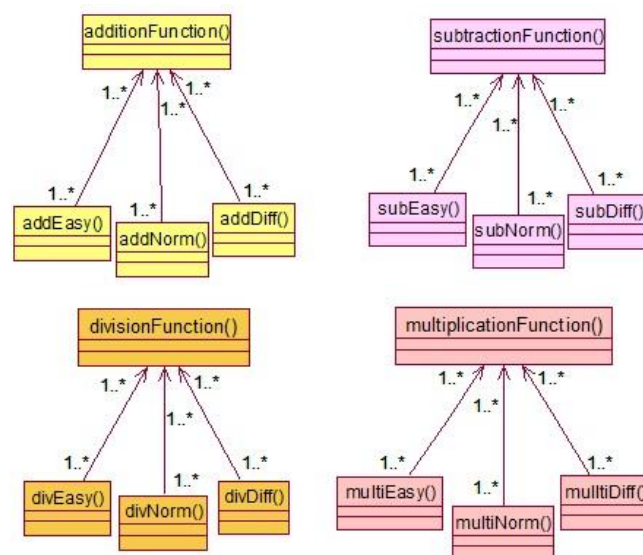 additionFunction()
1..*
1..*
1..*
1..*
1..*
1..*
addEasy()
addNorm()
addDiff()
subtractionFunction()
1..*
1..*
1..*
1..*
1..*
1..*
subEasy()
subNorm()
subDiff()
divisionFunction()
1..*
1..*
1..*
1..*
1..*
1..*
divEasy()
divNorm()
divDiff()
multiplicationFunction()
1..*
1..*
1..*
1..*
1..*
1..*
multiEasy()
multiNorm()
mulltiDiff()